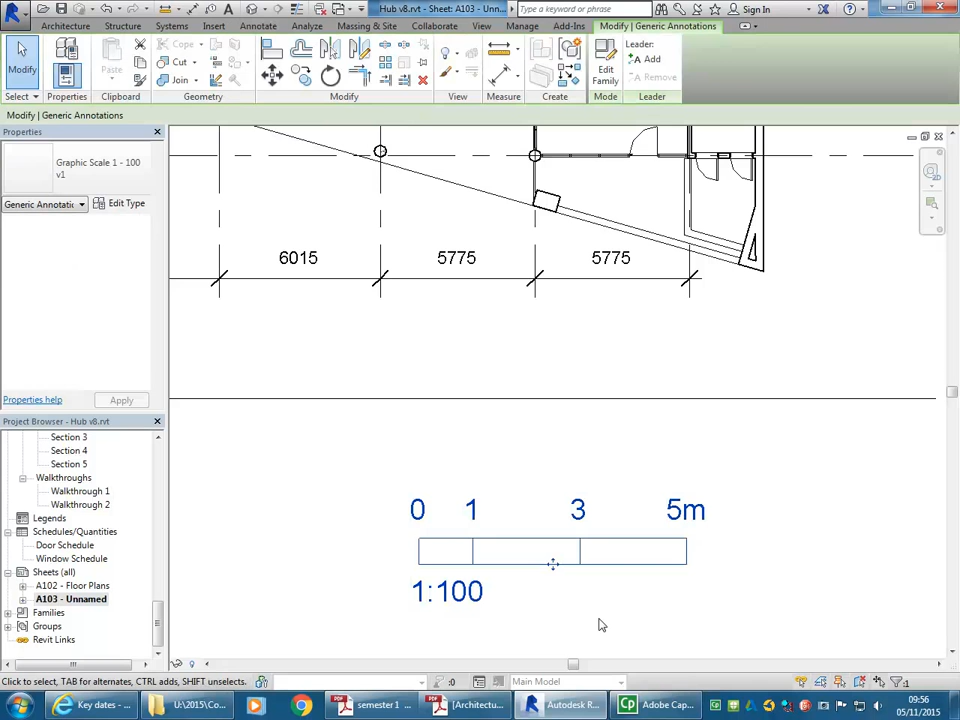 Hub v8.rvt - Sheet: A103 - Unn...
Type a keyword or phrase
Sign In
Architecture Structure Systems Insert Annotate Analyze Massing & Site Collaborate View Manage Add-Ins Modify | Generic Annotations
Modify
Paste
Cope
Cut
Join
Edit Family
Leader:
Add
Remove
Select Properties Clipboard Geometry Modify View Measure Create Mode Leader
Modify | Generic Annotations
Properties
Graphic Scale 1 - 100 v1
Generic Annotatic
Edit Type
Properties help
Apply
Project Browser - Hub v8.rvt
Section 3
Section 4
Section 5
Walkthroughs
Walkthrough 1
Walkthrough 2
Legends
Schedules/Quantities
Door Schedule
Window Schedule
Sheets (all)
A102 - Floor Plans
A103 - Unnamed
Families
Groups
Revit Links
6015 5775 5775
0 1 3 5m
1:100
Click to select, TAB for alternates, CTRL adds, SHIFT unselects.
:0
Main Model
:1
Key dates - ...
U:\2015\Co...
semester 1 ...
[Architectu...
Autodesk R...
Adobe Cap...
09:56
05/11/2015